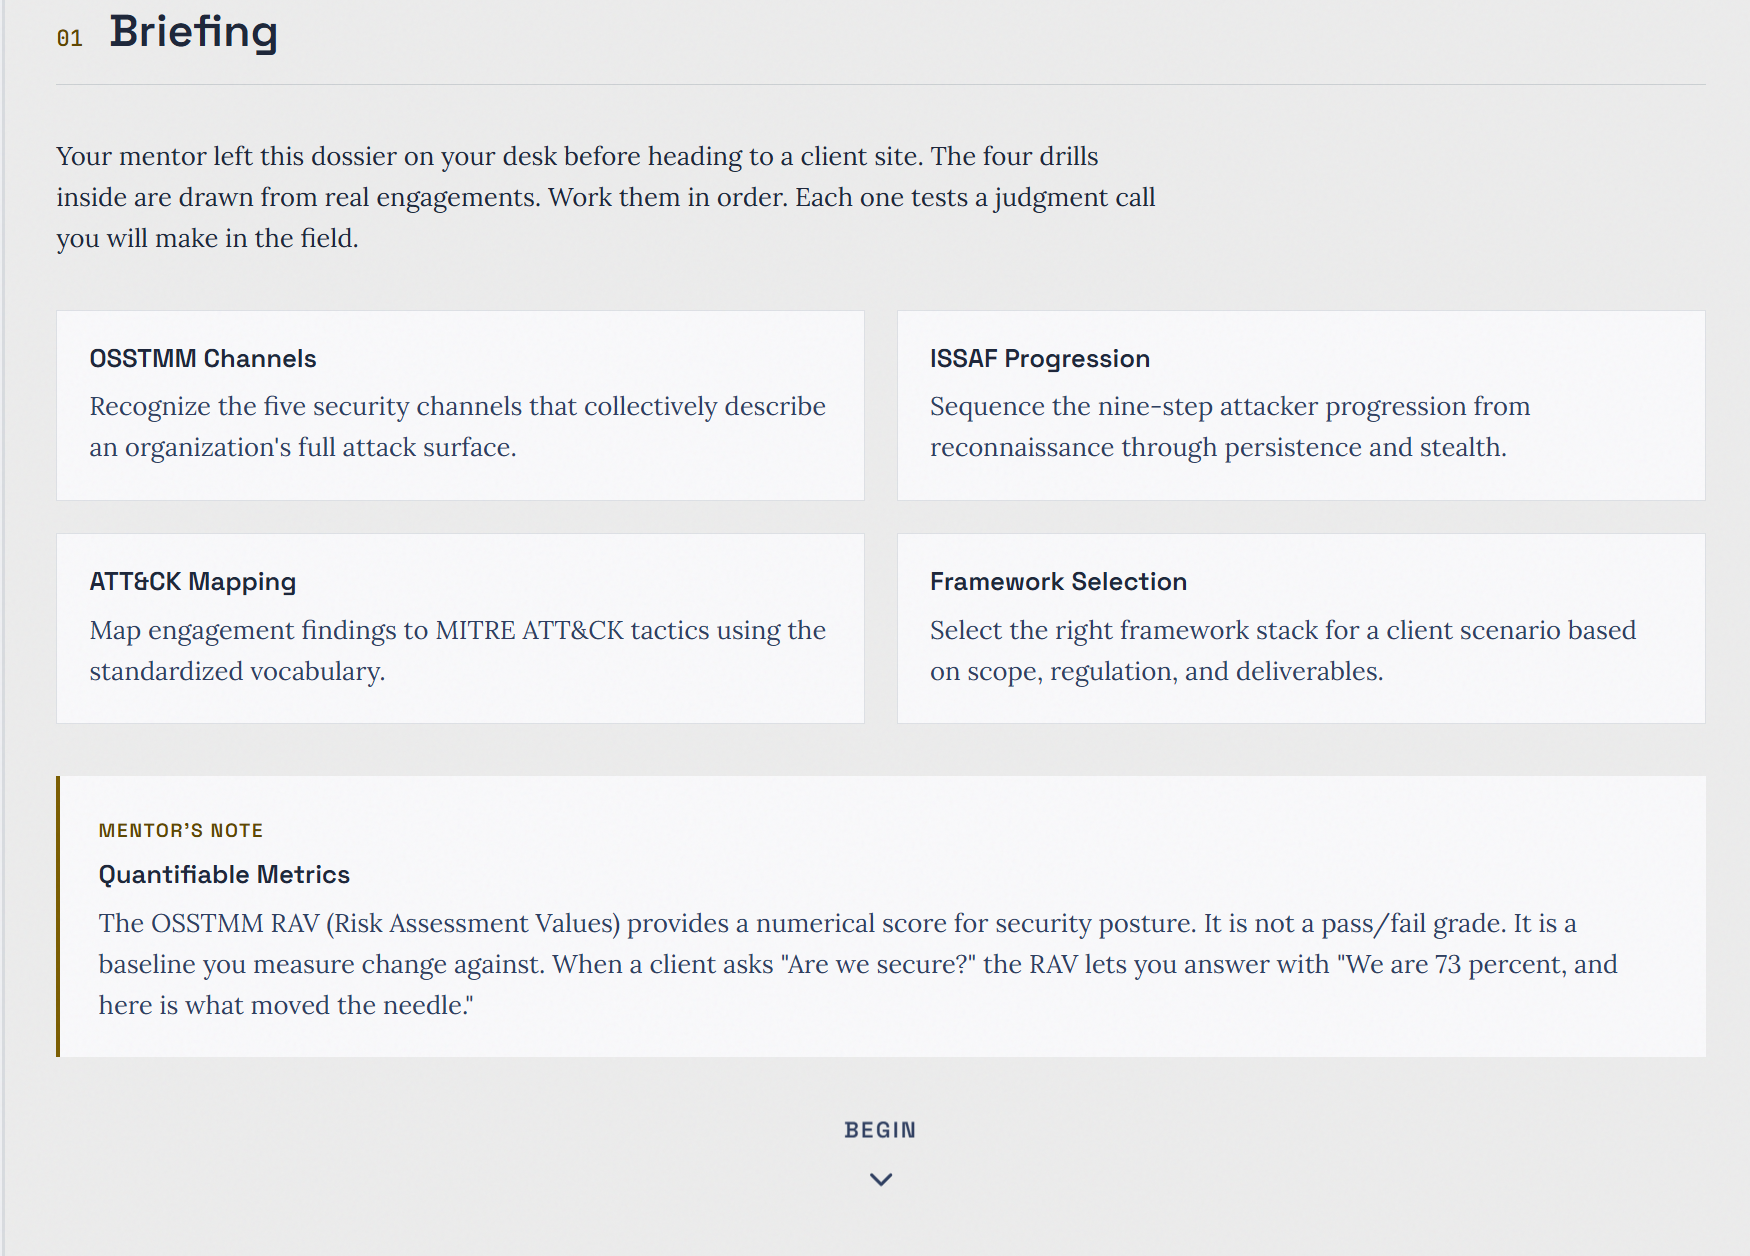 01 Briefing
Your mentor left this dossier on your desk before heading to a client site. The four drills
inside are drawn from real engagements. Work them in order. Each one tests a judgment call
you will make in the field.
OSSTMM Channels
Recognize the five security channels that collectively describe
an organization's full attack surface.
ISSAF Progression
Sequence the nine-step attacker progression from
reconnaissance through persistence and stealth.
ATT&CK Mapping
Map engagement findings to MITRE ATT&CK tactics using the
standardized vocabulary.
Framework Selection
Select the right framework stack for a client scenario based
on scope, regulation, and deliverables.
MENTOR’S NOTE
Quantifiable Metrics
The OSSTMM RAV (Risk Assessment Values) provides a numerical score for security posture. It is not a pass/fail grade. It is a
baseline you measure change against. When a client asks "Are we secure?" the RAV lets you answer with "We are 73 percent, and
here is what moved the needle."
BEGIN